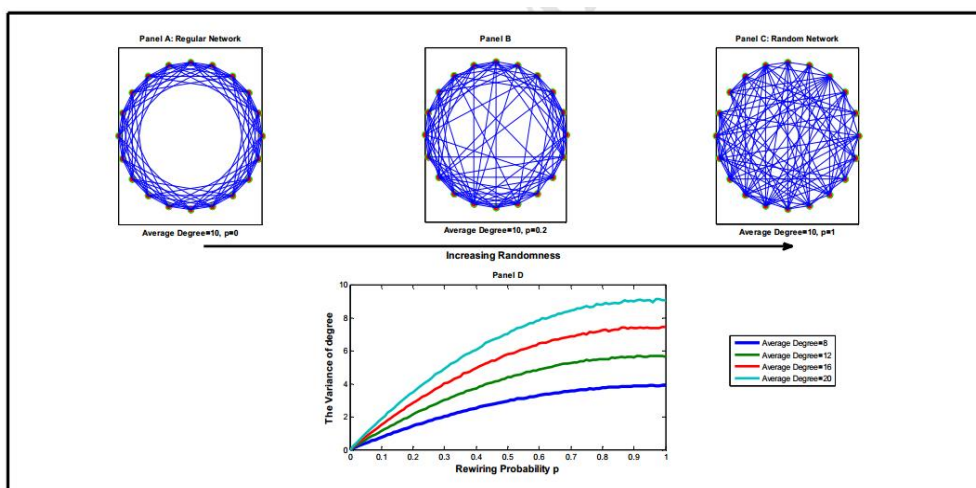 Panel A: Regular Network
Panel B
Panel C: Random Network
Average Degree=10, p=0
Average Degree=10, p=0.2
Average Degree=10, p=1
Increasing Randomness
Panel D
The Variance of degree
10
8
6
4
2
0
0 0.1 0.2 0.3 0.4 0.5 0.6 0.7 0.8 0.9 1
Rewiring Probability p
Average Degree=8
Average Degree=12
Average Degree=16
Average Degree=20